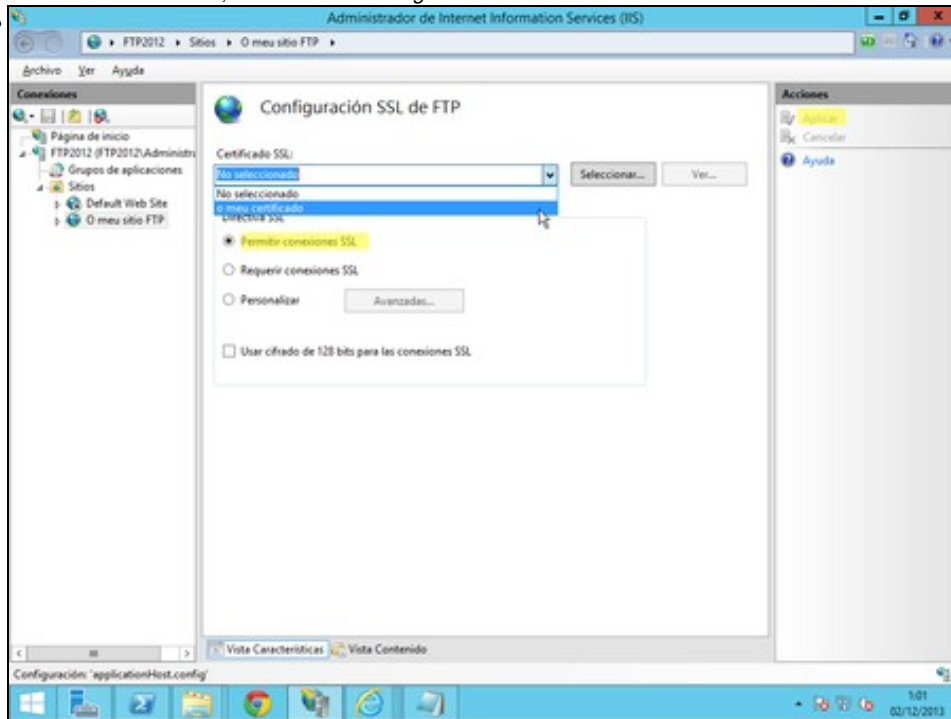 Administrador de Internet Information Services (IIS)
FTP2012 Sitios O meu sitio FTP
Archivo Ver Ayuda
Conexiones
Página de inicio
FTP2012 (FTP2012\Administr
Grupos de aplicaciones
Sitios
Default Web Site
O meu sitio FTP
Configuración SSL de FTP
Certificado SSL:
No seleccionado
Seleccionar...
Ver...
No seleccionado
o meu certificado
Directiva SSL
Permitir conexiones SSL
Requerir conexiones SSL
Personalizar
Avanzadas...
Usar cifrado de 128 bits para las conexiones SSL
Acciones
Aplicar
Cancelar
Ayuda
Vista Características
Vista Contenido
Configuración: 'applicationHost.config'
1:01
02/12/2013